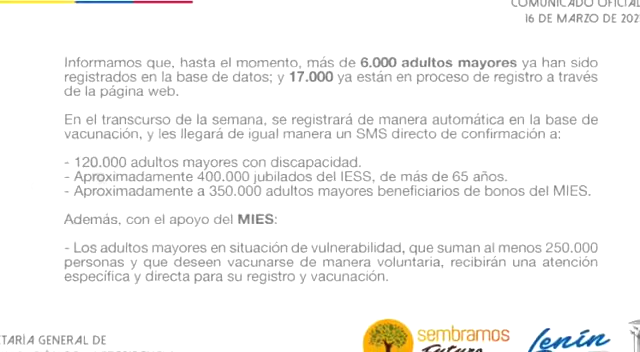 COMUNICADO OFICIAL
16 DE MARZO DE 202
Informamos que, hasta el momento, más de 6.000 adultos mayores ya han sido
registrados en la base de datos; y 17.000 ya están en proceso de registro a través
de la página web.
En el transcurso de la semana, se registrará de manera automática en la base de
vacunación, y les llegará de igual manera un SMS directo de confirmación a:
- 120.000 adultos mayores con discapacidad.
- Aproximadamente 400.000 jubilados del IESS, de más de 65 años.
- Aproximadamente a 350.000 adultos mayores beneficiarios de bonos del MIES.
Además, con el apoyo del MIES:
- Los adultos mayores en situación de vulnerabilidad, que suman al menos 250.000
personas y que deseen vacunarse de manera voluntaria, recibirán una atención
específica y directa para su registro y vacunación.
ETARÍA GENERAL DE
sembramos
Futuro
Lenín